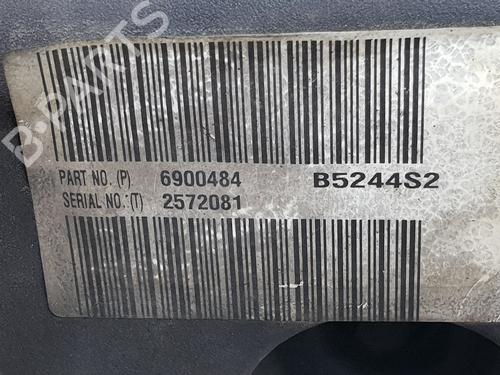 B-PARTS
PART NO. (P) 6900484 B5244S2
SERIAL NO.:(T) 2572081